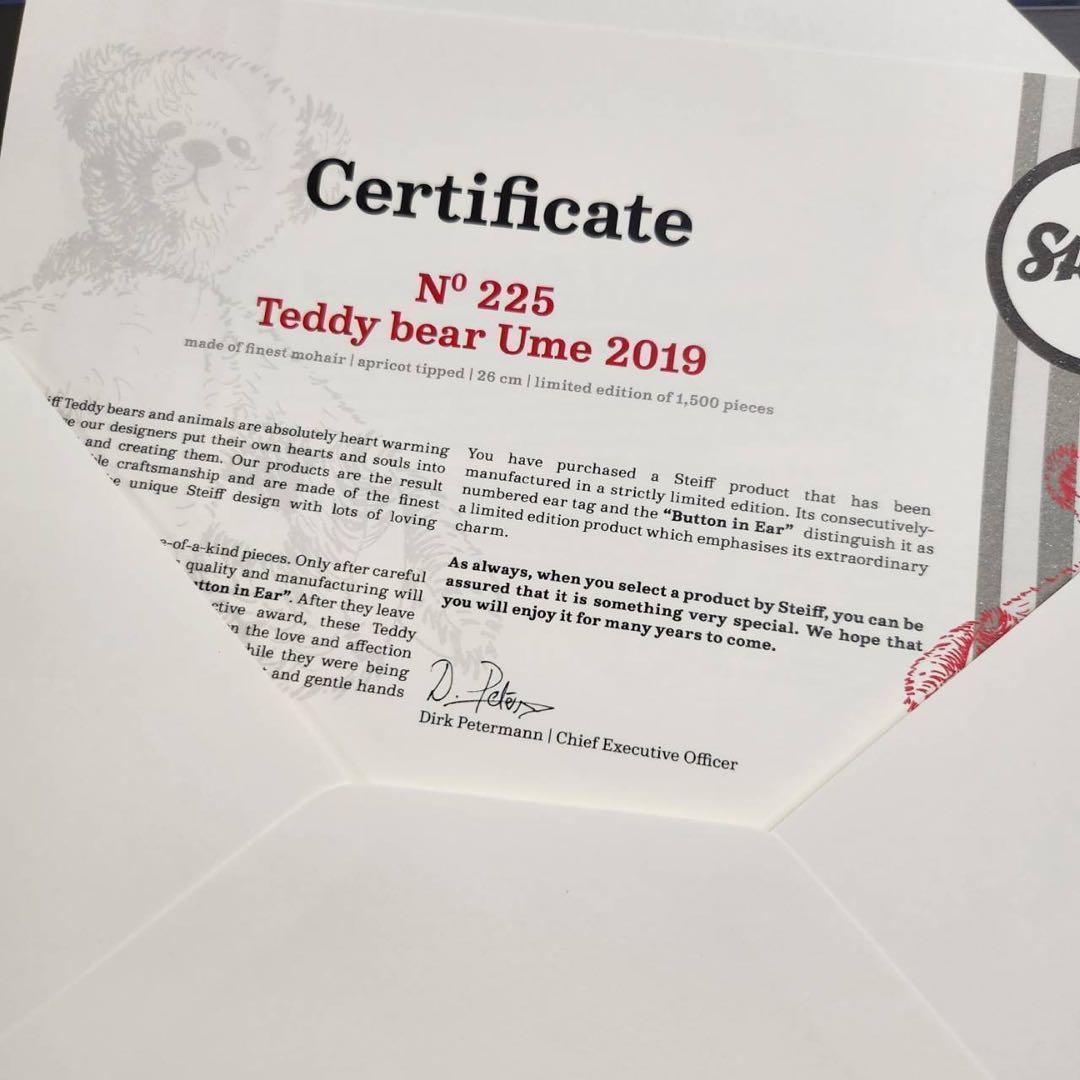 Certificate
Nº 225
Teddy bear Ume 2019
made of finest mohair | apricot tipped | 26 cm | limited edition of 1,500 pieces
Teddy bears and animals are absolutely heart warming
our designers put their own hearts and souls into
and creating them. Our products are the result
craftsmanship and are made of the finest
unique Steiff design with lots of loving
-of-a-kind pieces. Only after careful
quality and manufacturing will
in Ear”. After they leave
award, these Teddy
the love and affection
they were being
and gentle hands
You have purchased a Steiff product that has been
manufactured in a strictly limited edition. Its consecutively-
numbered ear tag and the “Button in Ear” distinguish it as
a limited edition product which emphasises its extraordinary
charm.
As always, when you select a product by Steiff, you can be
assured that it is something very special. We hope that
you will enjoy it for many years to come.
D. Peter
Dirk Petermann | Chief Executive Officer